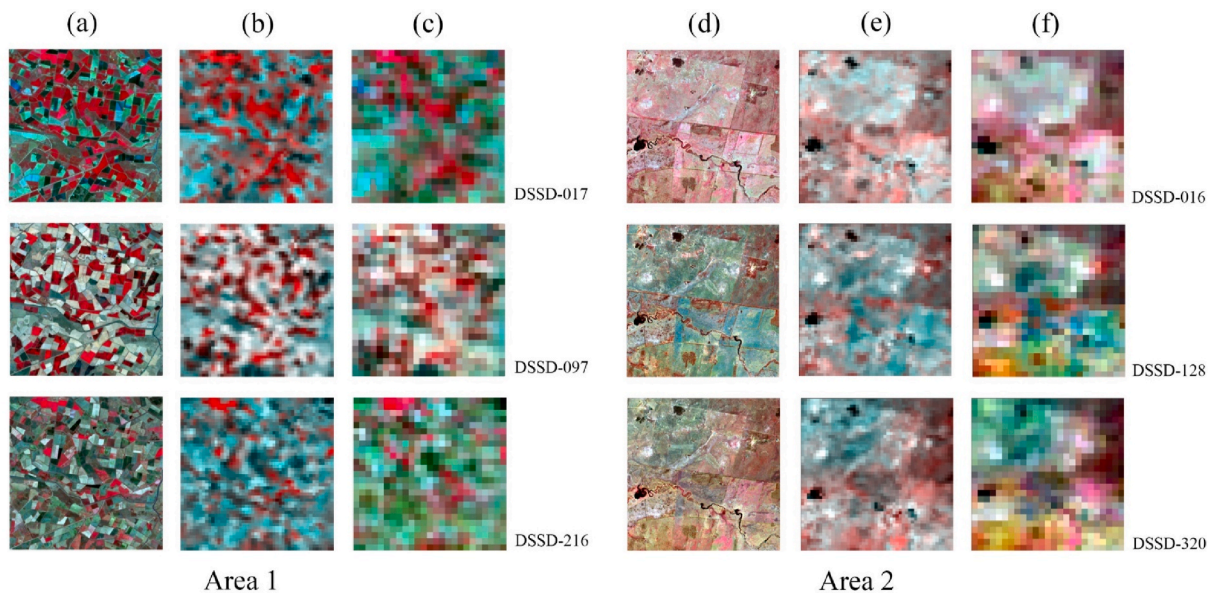 (a) (b) (c) (d) (e) (f)
DSSD-017 DSSD-016
DSSD-097 DSSD-128
DSSD-216 DSSD-320
Area 1 Area 2